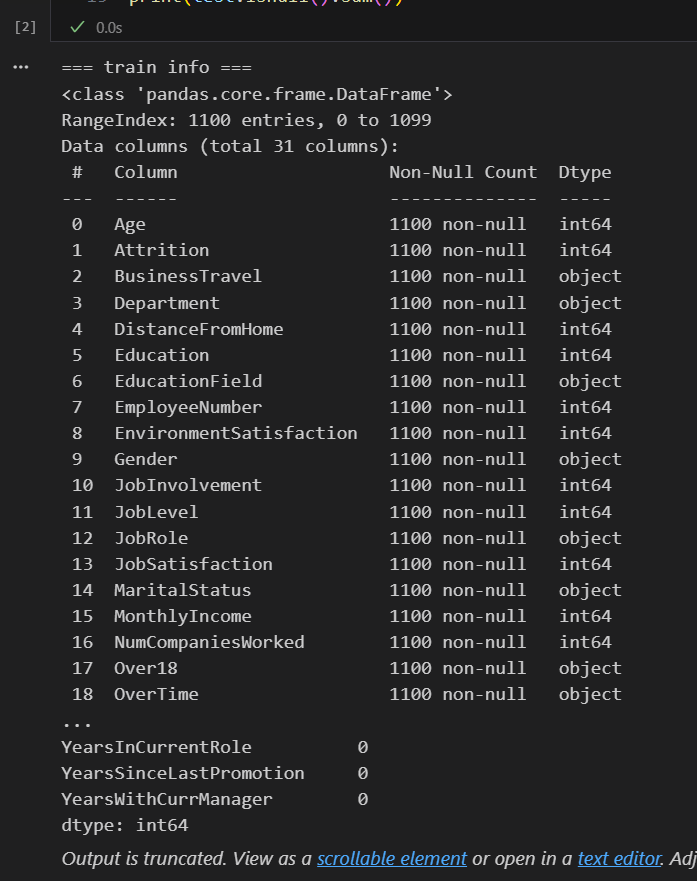 print(test.isnull().sum())
[2] ✓ 0.0s
... === train info ===
<class 'pandas.core.frame.DataFrame'>
RangeIndex: 1100 entries, 0 to 1099
Data columns (total 31 columns):
 #   Column                    Non-Null Count  Dtype
---  ------                    --------------  -----
 0   Age                       1100 non-null   int64
 1   Attrition                 1100 non-null   int64
 2   BusinessTravel            1100 non-null   object
 3   Department                1100 non-null   object
 4   DistanceFromHome          1100 non-null   int64
 5   Education                 1100 non-null   int64
 6   EducationField            1100 non-null   object
 7   EmployeeNumber            1100 non-null   int64
 8   EnvironmentSatisfaction   1100 non-null   int64
 9   Gender                    1100 non-null   object
 10  JobInvolvement            1100 non-null   int64
 11  JobLevel                  1100 non-null   int64
 12  JobRole                   1100 non-null   object
 13  JobSatisfaction           1100 non-null   int64
 14  MaritalStatus             1100 non-null   object
 15  MonthlyIncome             1100 non-null   int64
 16  NumCompaniesWorked        1100 non-null   int64
 17  Over18                    1100 non-null   object
 18  OverTime                  1100 non-null   object
...
YearsInCurrentRole          0
YearsSinceLastPromotion     0
YearsWithCurrManager        0
dtype: int64
Output is truncated. View as a scrollable element or open in a text editor. Adj